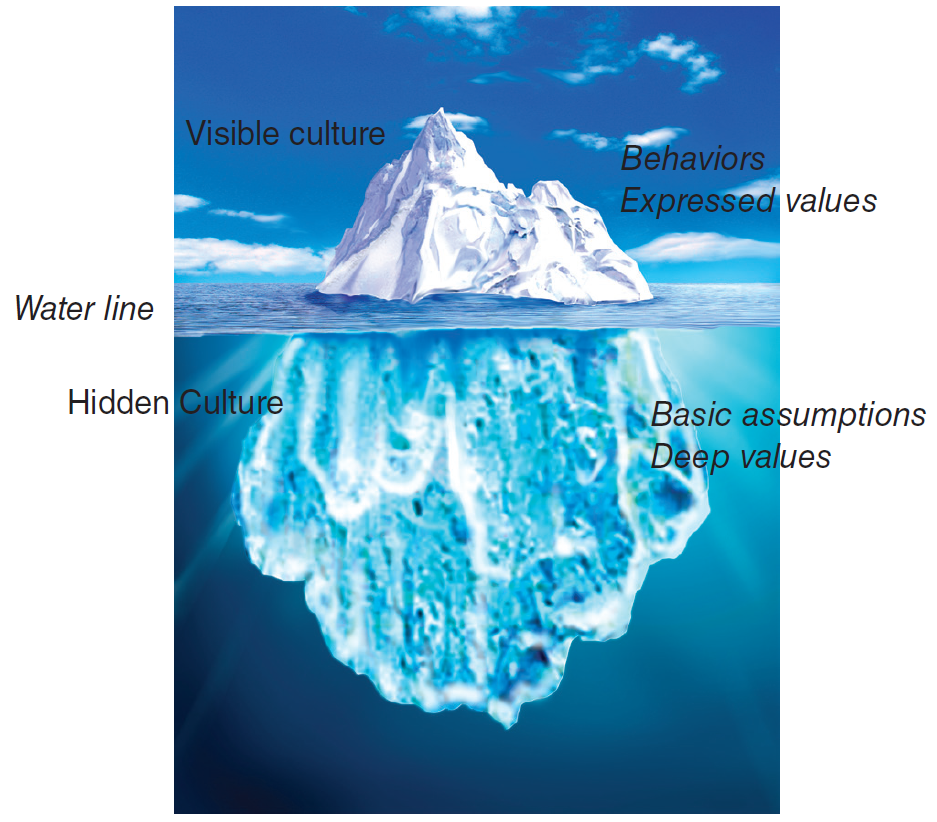 Visible culture
Behaviors
Expressed values
Water line
Hidden Culture
Basic assumptions
Deep values